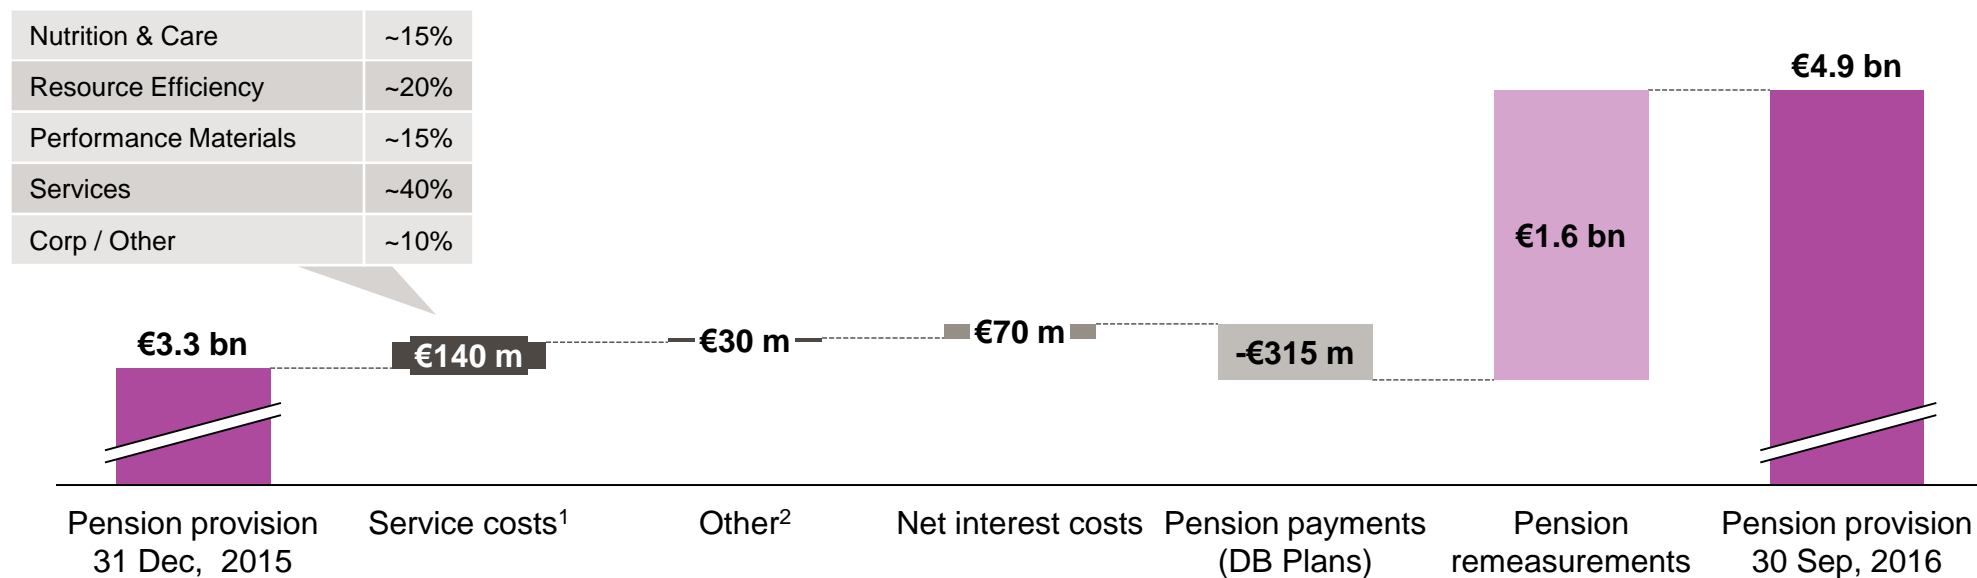 Nutrition & Care ~15%
Resource Efficiency ~20%
Performance Materials ~15%
Services ~40%
Corp / Other ~10%
€3.3 bn
€140 m
€30 m
€70 m
-€315 m
€1.6 bn
€4.9 bn
Pension provision
31 Dec, 2015
Service costs¹
Other²
Net interest costs
Pension payments
(DB Plans)
Pension
remeasurements
Pension provision
30 Sep, 2016